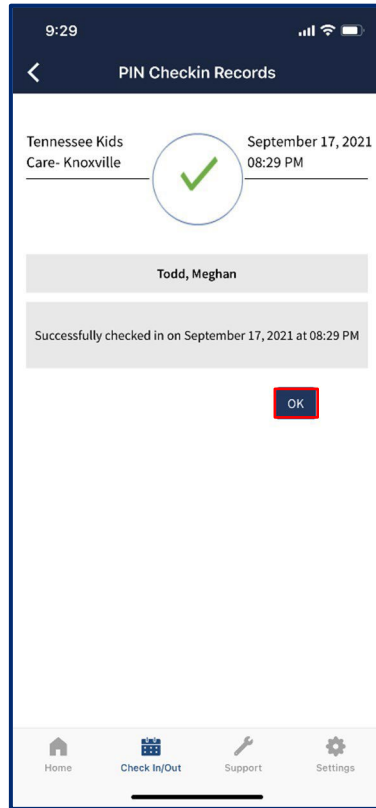 9:29
PIN Checkin Records
Tennessee Kids
Care- Knoxville
September 17, 2021
08:29 PM
Todd, Meghan
Successfully checked in on September 17, 2021 at 08:29 PM
OK
Home
Check In/Out
Support
Settings